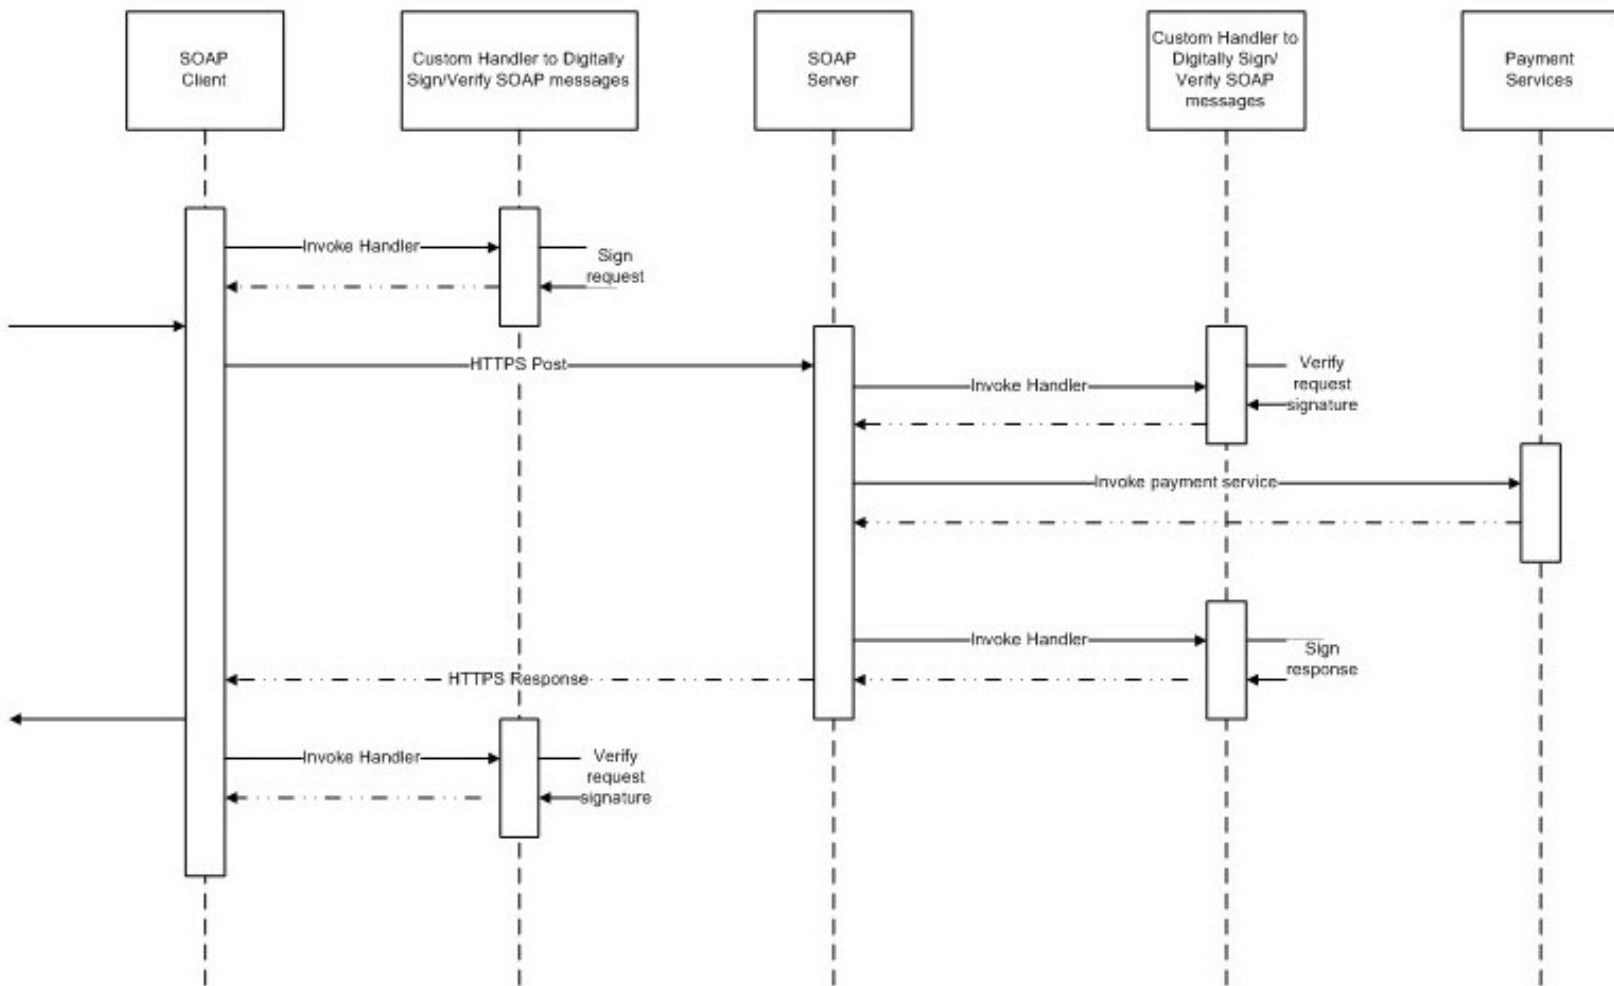 SOAP
Client
Custom Handler to Digitally
Sign/Verify SOAP messages
SOAP
Server
Custom Handler to
Digitally Sign/
Verify SOAP
messages
Payment
Services
Invoke Handler
Sign
request
HTTPS Post
Invoke Handler
Verify
request
signature
Invoke payment service
Invoke Handler
Sign
response
HTTPS Response
Invoke Handler
Verify
request
signature